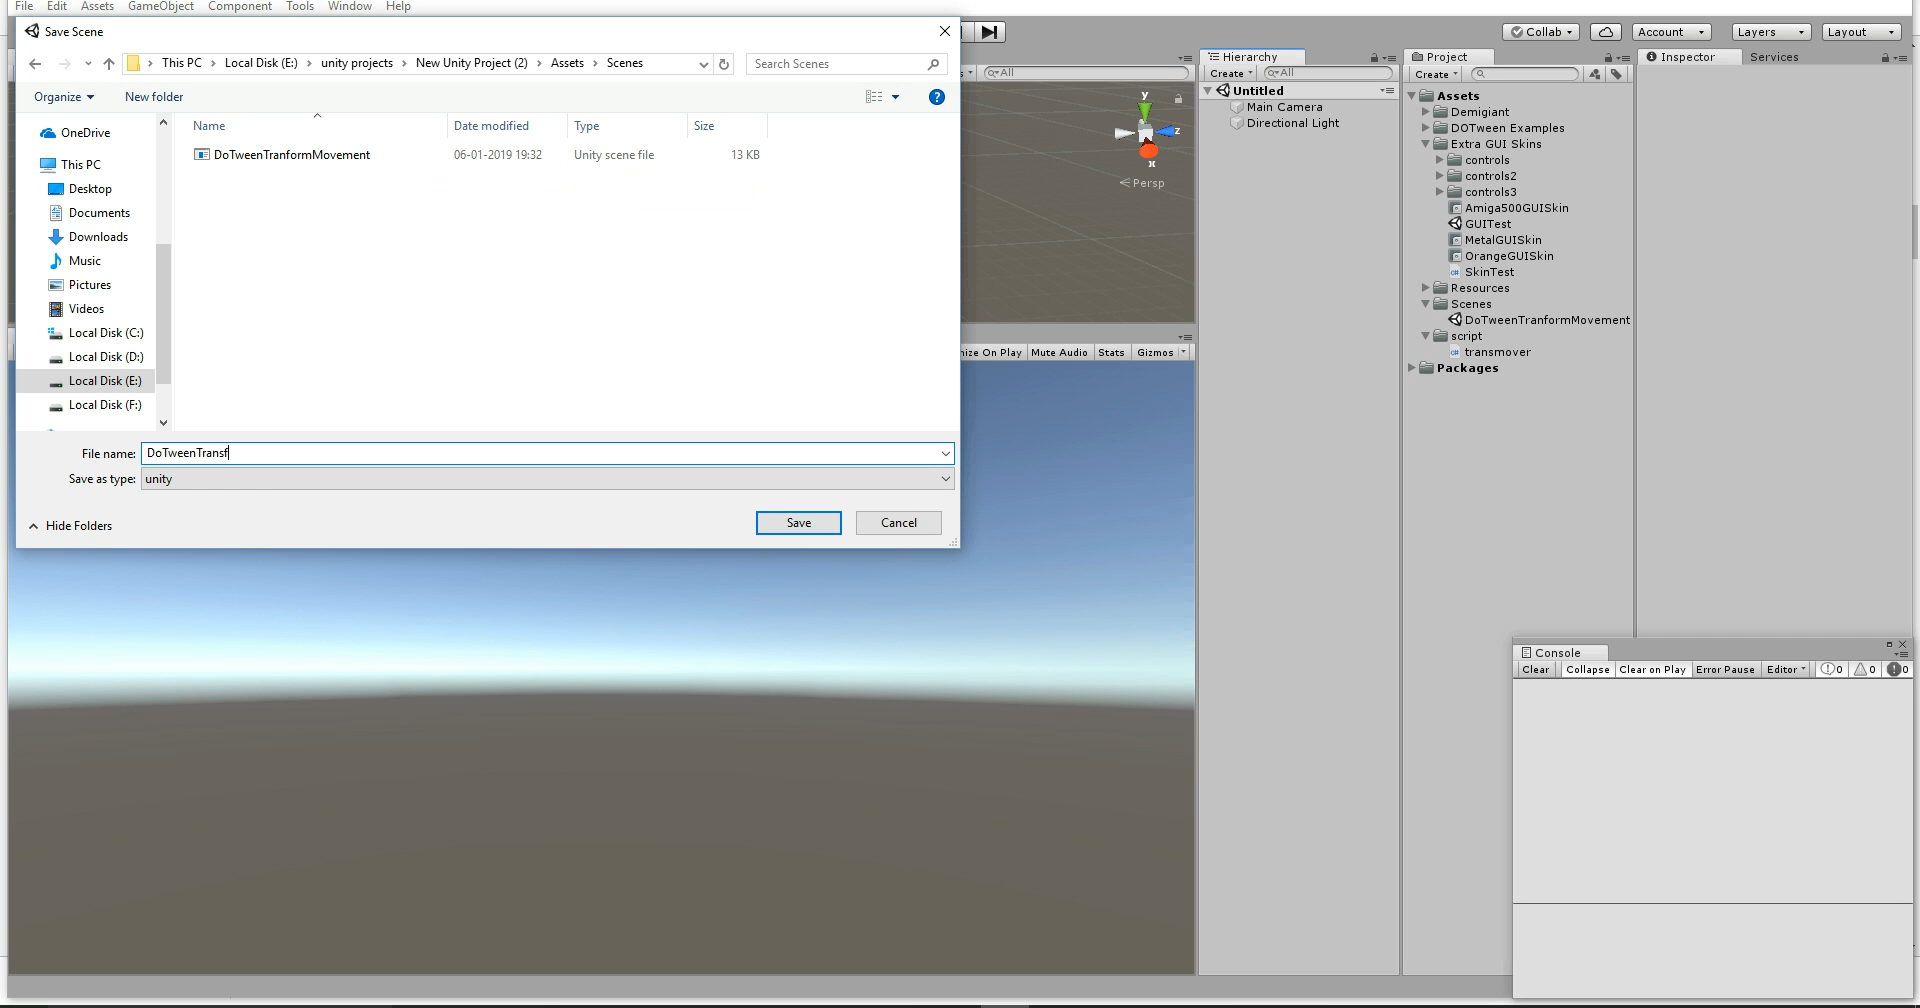 File Edit Assets GameObject Component Tools Window Help
Save Scene
This PC Local Disk (E:) unity projects New Unity Project (2) Assets Scenes
Search Scenes
Organize New folder
Name Date modified Type Size
DoTweenTranformMovement 06-01-2019 19:32 Unity scene file 13 KB
OneDrive
This PC
Desktop
Documents
Downloads
Music
Pictures
Videos
Local Disk (C:)
Local Disk (D:)
Local Disk (E:)
Local Disk (F:)
File name: DoTweenTransf
Save as type: unity
Hide Folders
Save Cancel
Collab Account Layers Layout
All
y
z
x
Persp
Mute Audio Stats Gizmos
On Play
Hierarchy
Create All
Untitled
Main Camera
Directional Light
Project
Create
Assets
Demigiant
DOTween Examples
Extra GUI Skins
controls
controls2
controls3
Amiga500GUISkin
GUITest
MetalGUISkin
OrangeGUISkin
SkinTest
Resources
Scenes
DoTweenTranformMovement
script
transmover
Packages
Inspector Services
Console
Clear Collapse Clear on Play Error Pause Editor 0 0 0